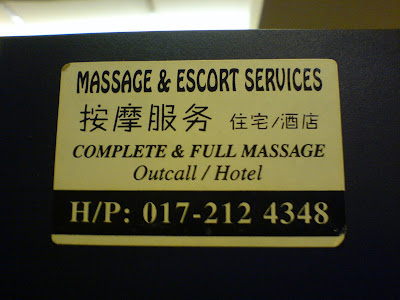 MASSAGE & ESCORT SERVICES
按摩服务 住宅/酒店
COMPLETE & FULL MASSAGE
Outcall / Hotel
H/P: 017-212 4348